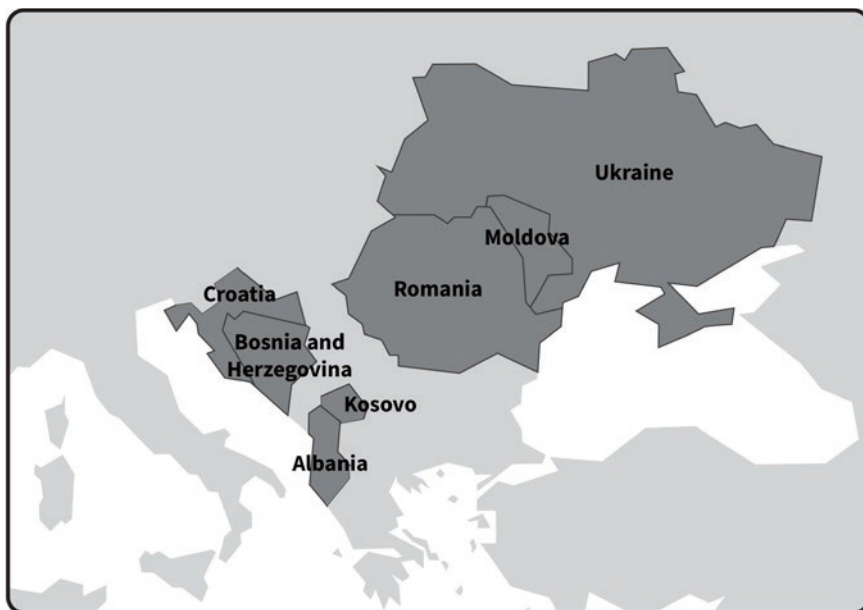 Ukraine
Moldova
Romania
Croatia
Bosnia and
Herzegovina
Kosovo
Albania